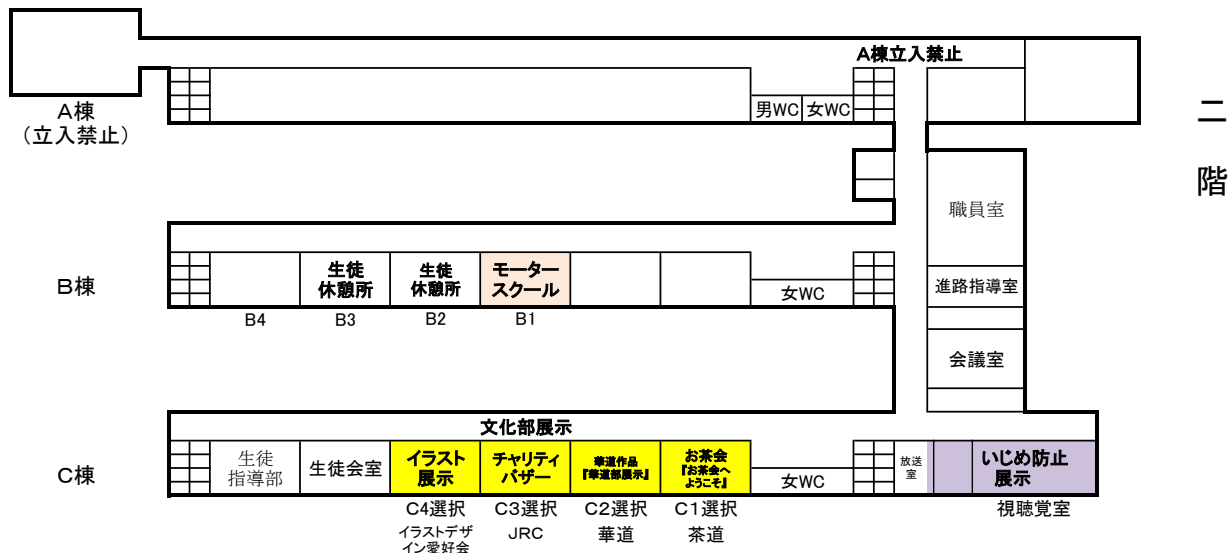 A棟立入禁止
A棟
(立入禁止)
男WC
女WC
二
階
職員室
B棟
生徒
休憩所
生徒
休憩所
モーター
スクール
女WC
進路指導室
B4
B3
B2
B1
会議室
文化部展示
C棟
生徒
指導部
生徒会室
イラスト
展示
チャリティ
バザー
華道作品
『華道部展示』
お茶会
『お茶会へ
ようこそ』
女WC
放送
室
いじめ防止
展示
C4選択
C3選択
C2選択
C1選択
視聴覚室
イラストデザ
イン愛好会
JRC
華道
茶道